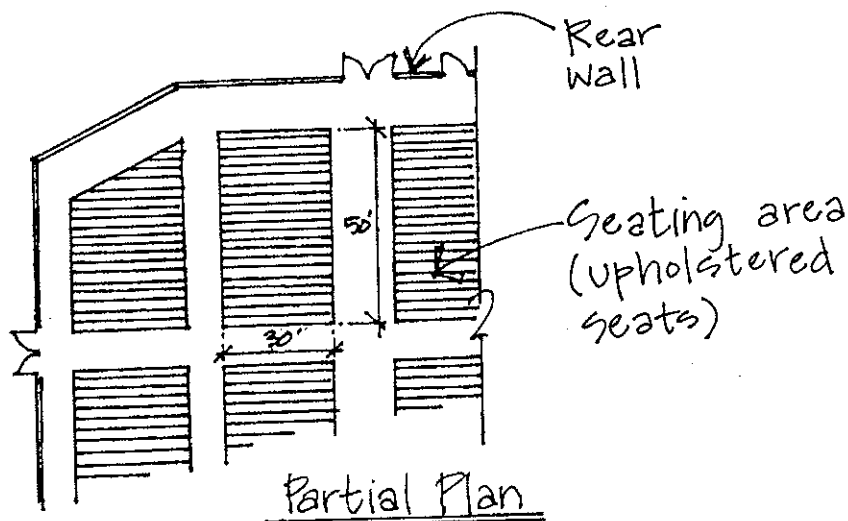 Rear
Wall
50'
Seating area
(upholstered
seats)
30'
Partial Plan